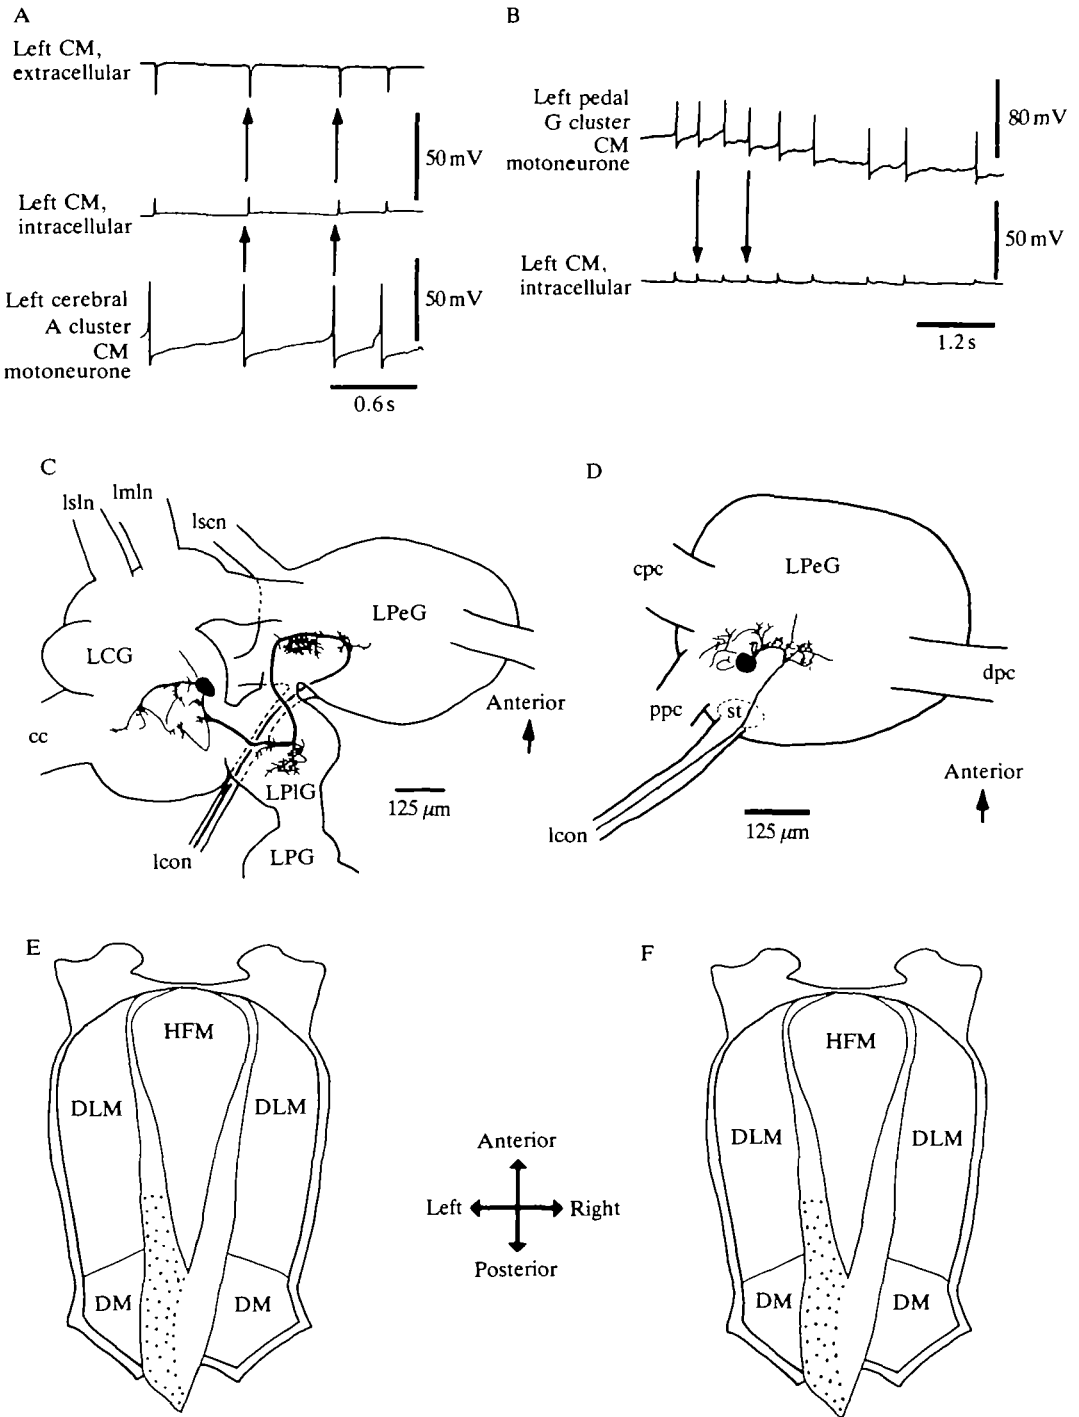 A
Left CM,
extracellular
50 mV
Left CM,
intracellular
50 mV
Left cerebral
A cluster
CM
motoneurone
0.6 s
B
Left pedal
G cluster
CM
motoneurone
80 mV
50 mV
Left CM,
intracellular
1.2 s
C
lsln
lmln
lscn
LPeG
LCG
Anterior
cc
LPlG
125 μm
lcon
LPG
D
cpc
LPeG
dpc
ppc
st
Anterior
lcon
125 μm
E
HFM
DLM
DLM
DM
DM
Anterior
Left
Right
Posterior
F
HFM
DLM
DLM
DM
DM